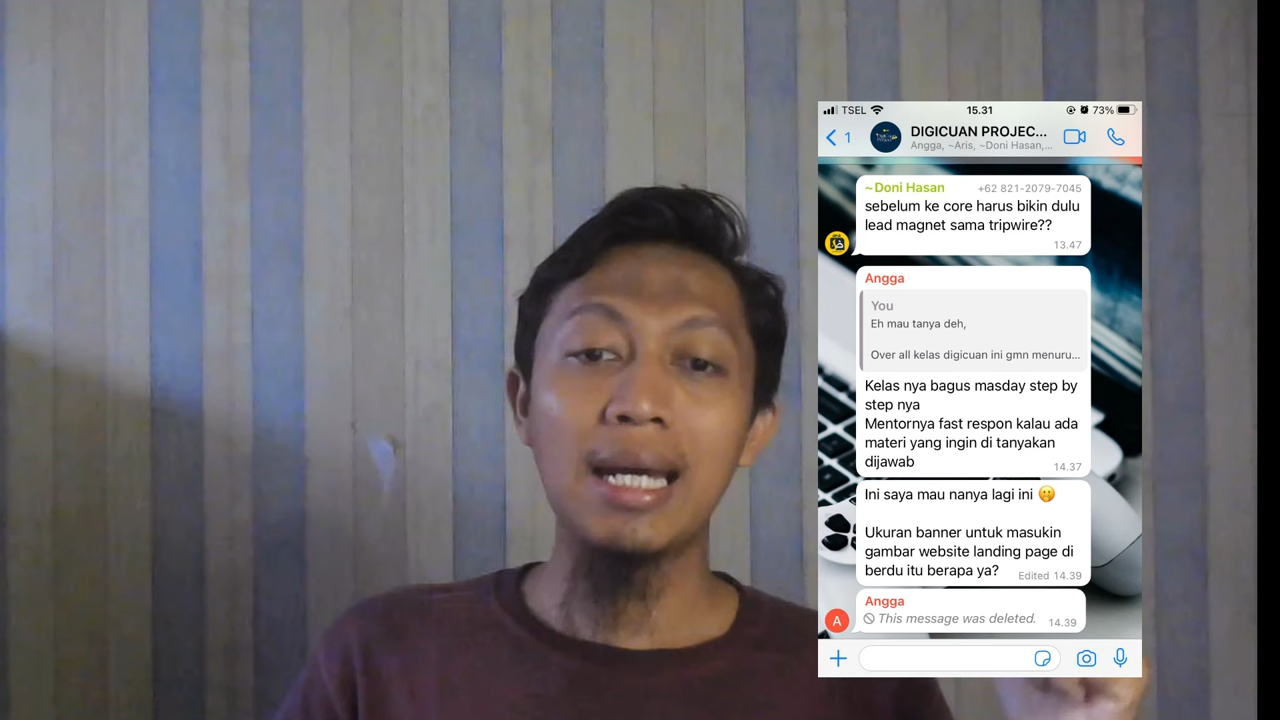 TSEL 15.31 73%
1 DIGICUAN PROJEC...
Angga, ~Aris, ~Doni Hasan,...
~Doni Hasan +62 821-2079-7045
sebelum ke core harus bikin dulu
lead magnet sama tripwire??
13.47
Angga
You
Eh mau tanya deh,
Over all kelas digicuan ini gmn menuru...
Kelas nya bagus masday step by
step nya
Mentornya fast respon kalau ada
materi yang ingin di tanyakan
dijawab 14.37
Ini saya mau nanya lagi ini 🫢
Ukuran banner untuk masukin
gambar website landing page di
berdu itu berapa ya? Edited 14.39
Angga
A This message was deleted. 14.39